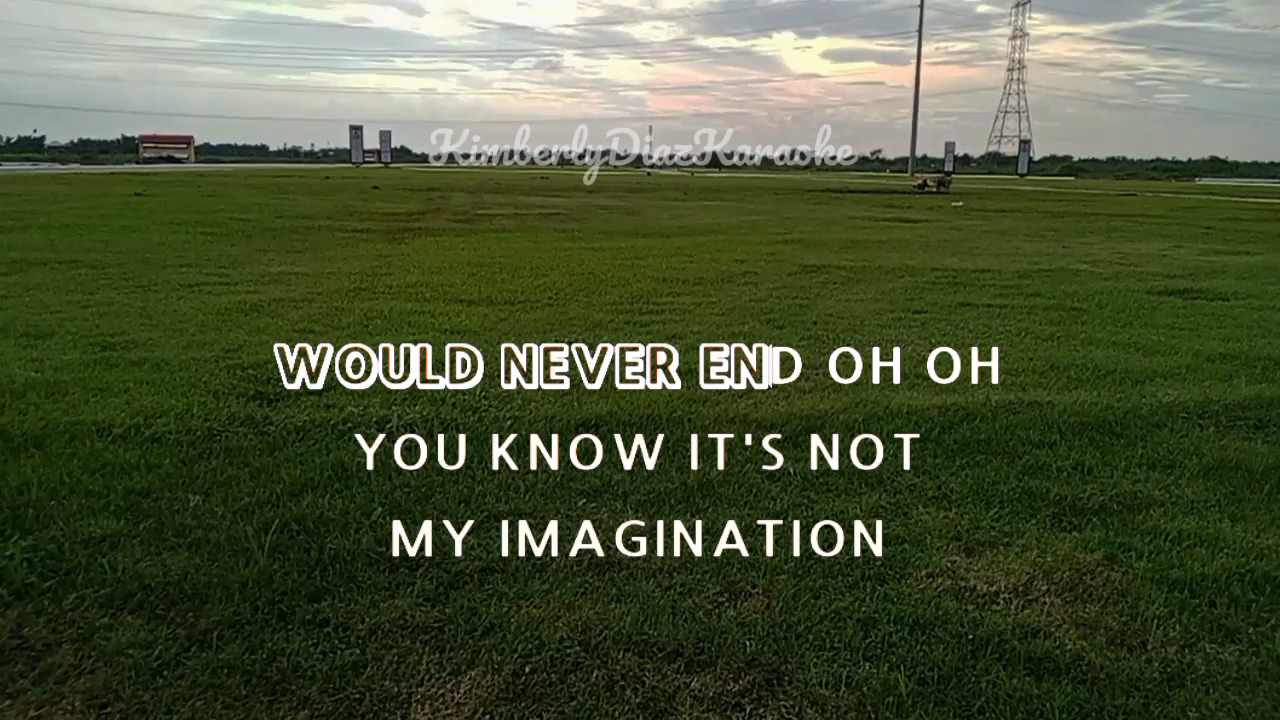 KimberlyDiazKaraoke
WOULD NEVER END OH OH
YOU KNOW IT'S NOT
MY IMAGINATION